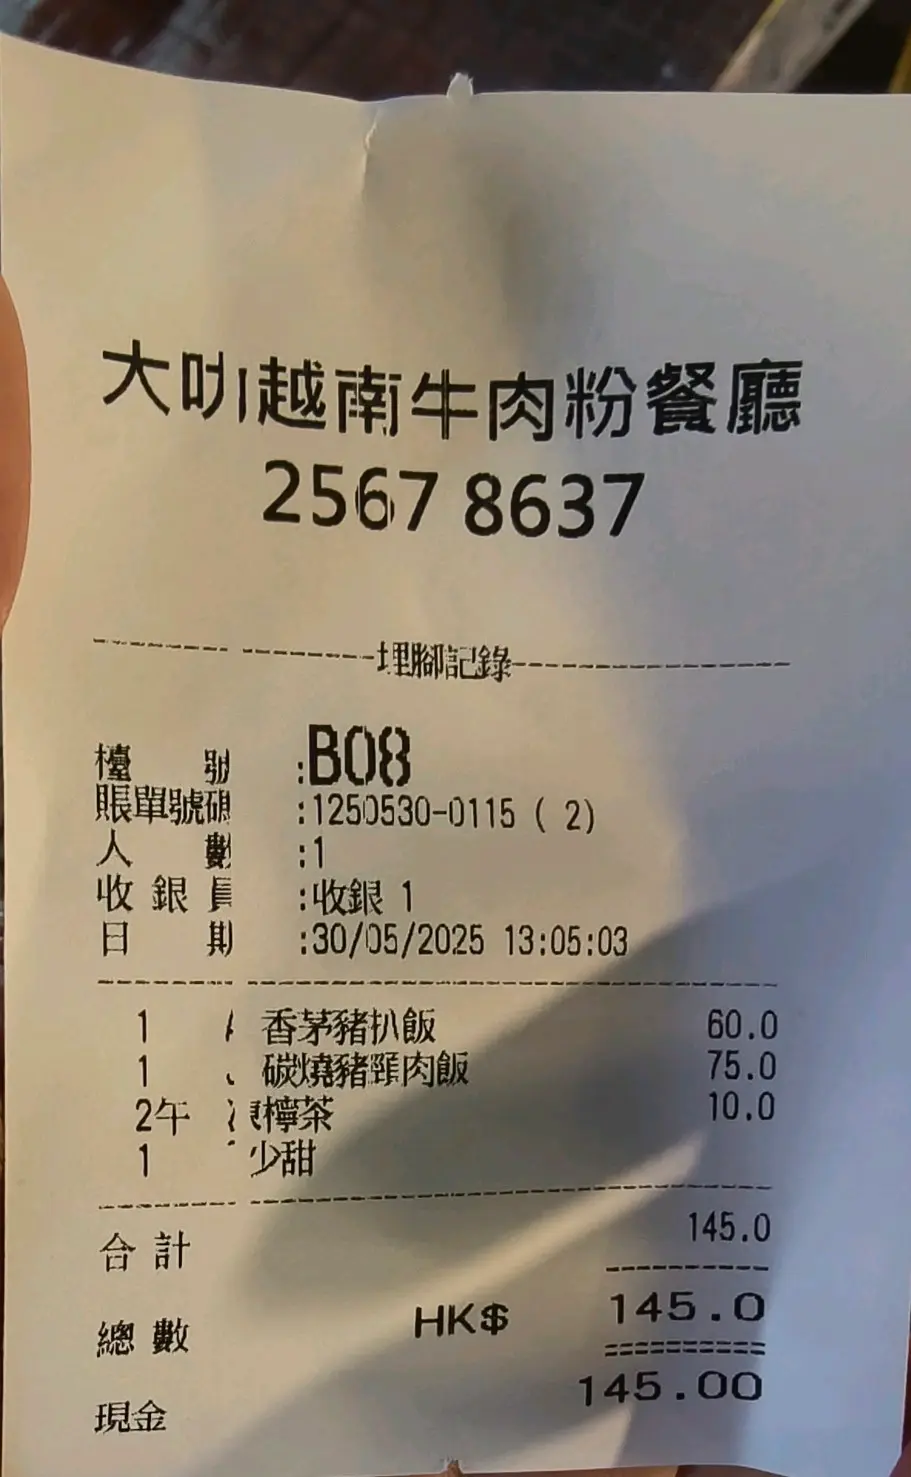 大咖越南牛肉粉餐廳
2567 8637
埋腳記錄
檯 號 :B08
賬單號碼 :1250530-0115 ( 2)
人 數 :1
收 銀 員 :收銀 1
日 期 :30/05/2025 13:05:03
1 香茅豬扒飯 60.0
1 碳燒豬頸肉飯 75.0
2午 凍檸茶 10.0
1 少甜
合 計 145.0
總 數 HK$ 145.0
現金 145.00